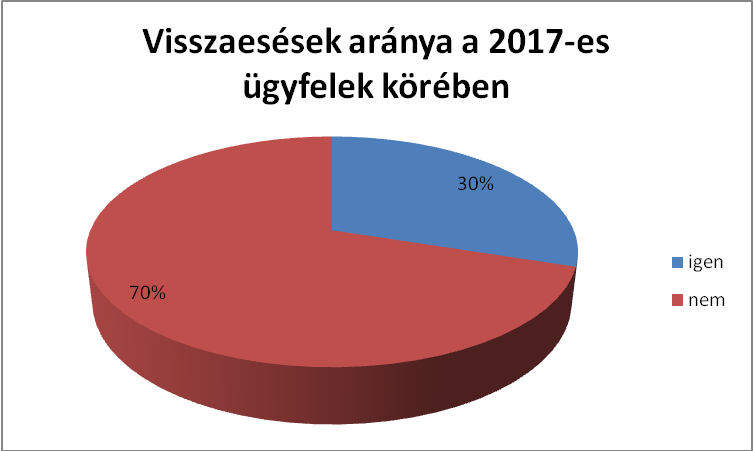 Visszaesések aránya a 2017-es
ügyfelek körében
30%
70%
igen
nem